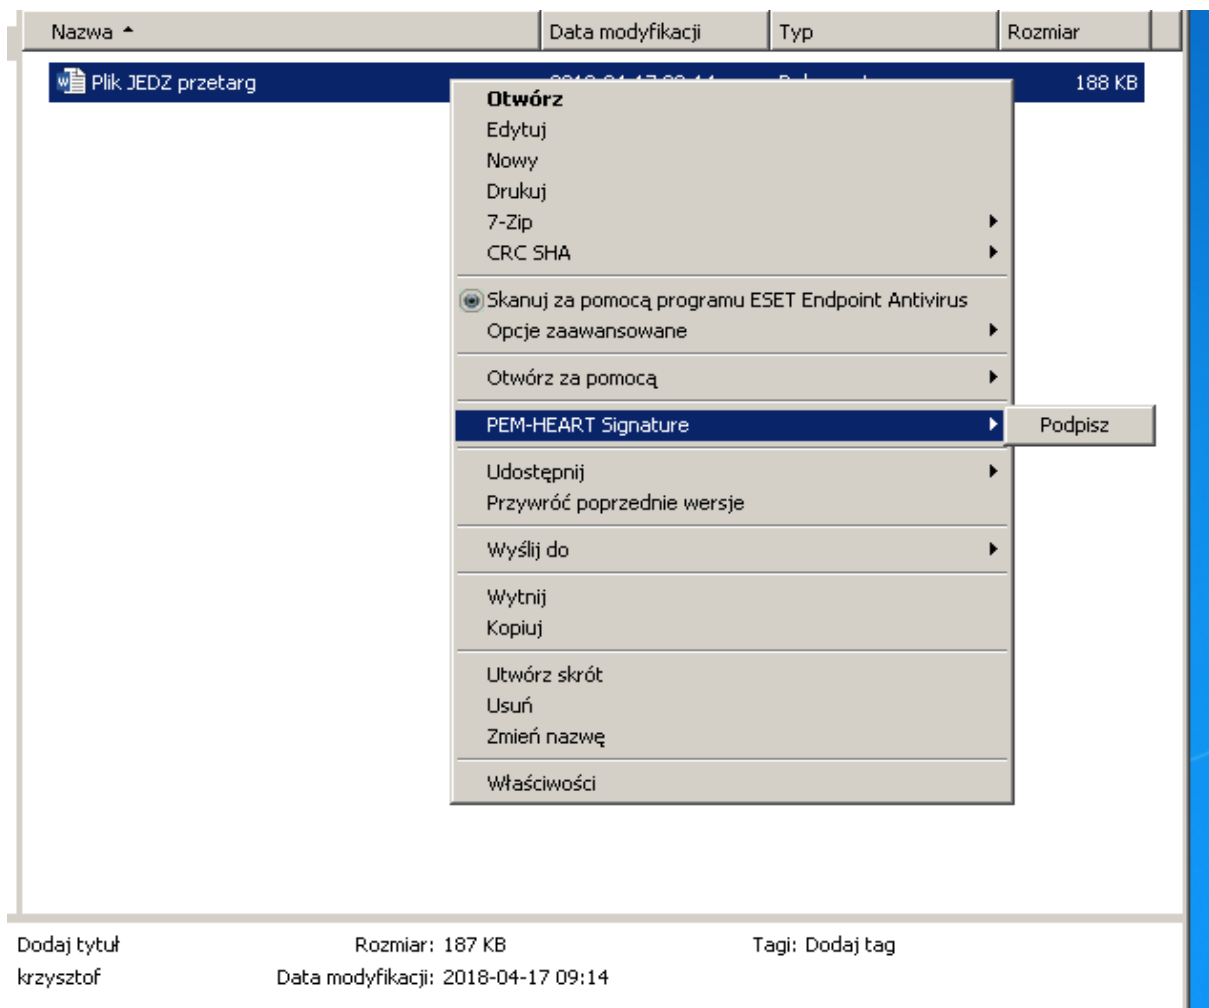 Nazwa Data modyfikacji Typ Rozmiar
Plik JEDZ przetarg 188 KB
Otwórz
Edytuj
Nowy
Drukuj
7-Zip
CRC SHA
Skanuj za pomocą programu ESET Endpoint Antivirus
Opcje zaawansowane
Otwórz za pomocą
PEM-HEART Signature Podpisz
Udostępnij
Przywróć poprzednie wersje
Wyślij do
Wytnij
Kopiuj
Utwórz skrót
Usuń
Zmień nazwę
Właściwości
Dodaj tytuł Rozmiar: 187 KB Tagi: Dodaj tag
krzysztof Data modyfikacji: 2018-04-17 09:14